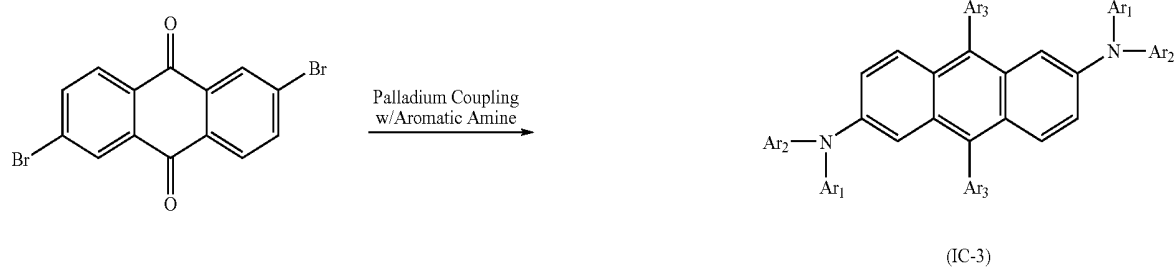 O
Br
Br
O
Palladium Coupling
w/Aromatic Amine
Ar3
Ar1
N
Ar2
Ar2
N
Ar1
Ar3
(IC-3)